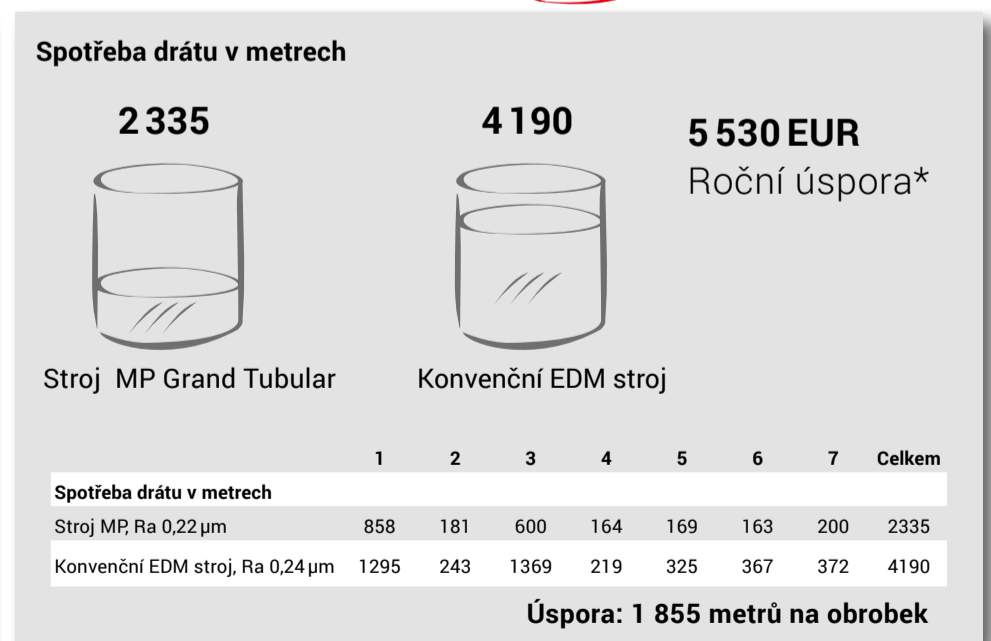 Spotřeba drátu v metrech
2 335
4 190
5 530 EUR
Roční úspora*
Stroj MP Grand Tubular
Konvenční EDM stroj
1 2 3 4 5 6 7 Celkem
Spotřeba drátu v metrech
Stroj MP, Ra 0,22 µm 858 181 600 164 169 163 200 2335
Konvenční EDM stroj, Ra 0,24 µm 1295 243 1369 219 325 367 372 4190
Úspora: 1 855 metrů na obrobek